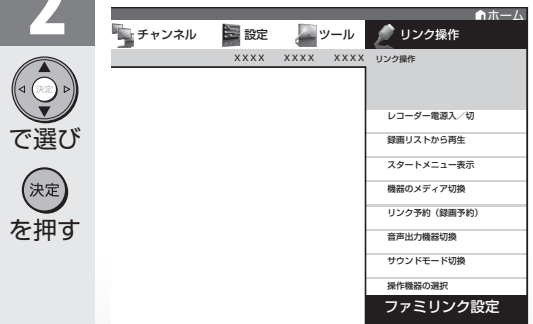 2
決定
で選び
決定
を押す
ホーム
チャンネル 設定 ツール リンク操作
XXXX XXXX XXXX リンク操作
レコーダー電源入／切
録画リストから再生
スタートメニュー表示
機器のメディア切換
リンク予約（録画予約）
音声出力機器切換
サウンドモード切換
操作機器の選択
ファミリンク設定